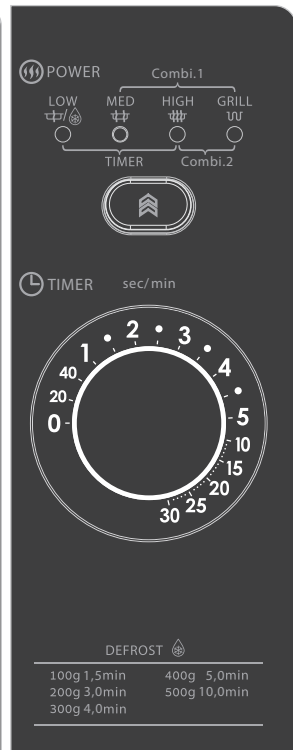 POWER
Combi.1
LOW MED HIGH GRILL
/
TIMER Combi.2
TIMER sec/min
0
20
40
1
2
3
4
5
10
15
20
25
30
DEFROST
100g 1,5min 400g 5,0min
200g 3,0min 500g 10,0min
300g 4,0min